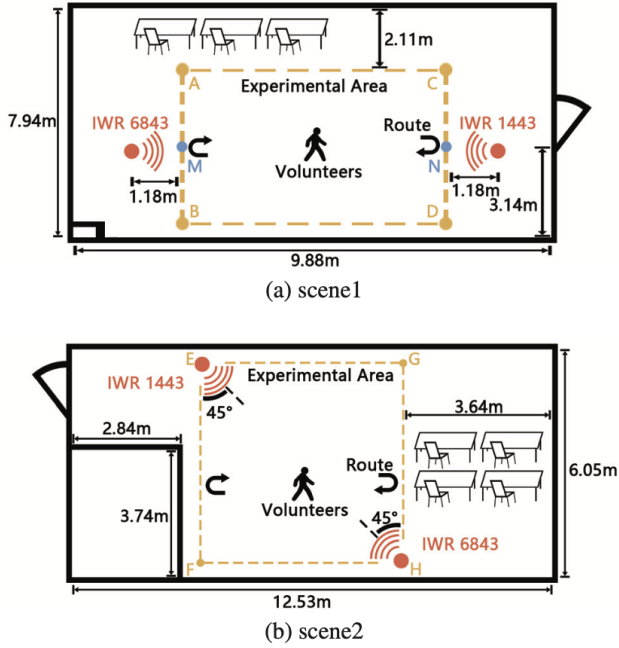 2.11m
A
C
Experimental Area
7.94m
IWR 6843
Route
IWR 1443
M
N
Volunteers
1.18m
1.18m
3.14m
B
D
9.88m
(a) scene1
E
G
IWR 1443
Experimental Area
45°
3.64m
2.84m
Route
6.05m
3.74m
Volunteers
45°
IWR 6843
F
H
12.53m
(b) scene2